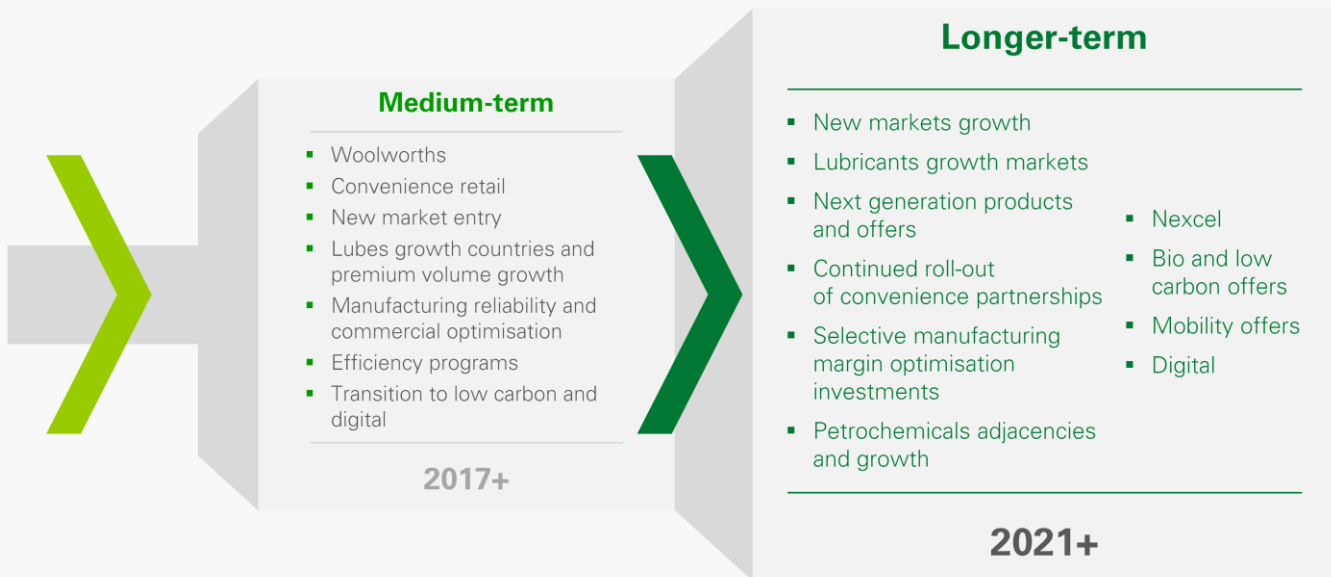 Medium-term
▪ Woolworths
▪ Convenience retail
▪ New market entry
▪ Lubes growth countries and
premium volume growth
▪ Manufacturing reliability and
commercial optimisation
▪ Efficiency programs
▪ Transition to low carbon and
digital
2017+
Longer-term
▪ New markets growth
▪ Lubricants growth markets
▪ Next generation products
and offers
▪ Continued roll-out
of convenience partnerships
▪ Selective manufacturing
margin optimisation
investments
▪ Petrochemicals adjacencies
and growth
▪ Nexcel
▪ Bio and low
carbon offers
▪ Mobility offers
▪ Digital
2021+